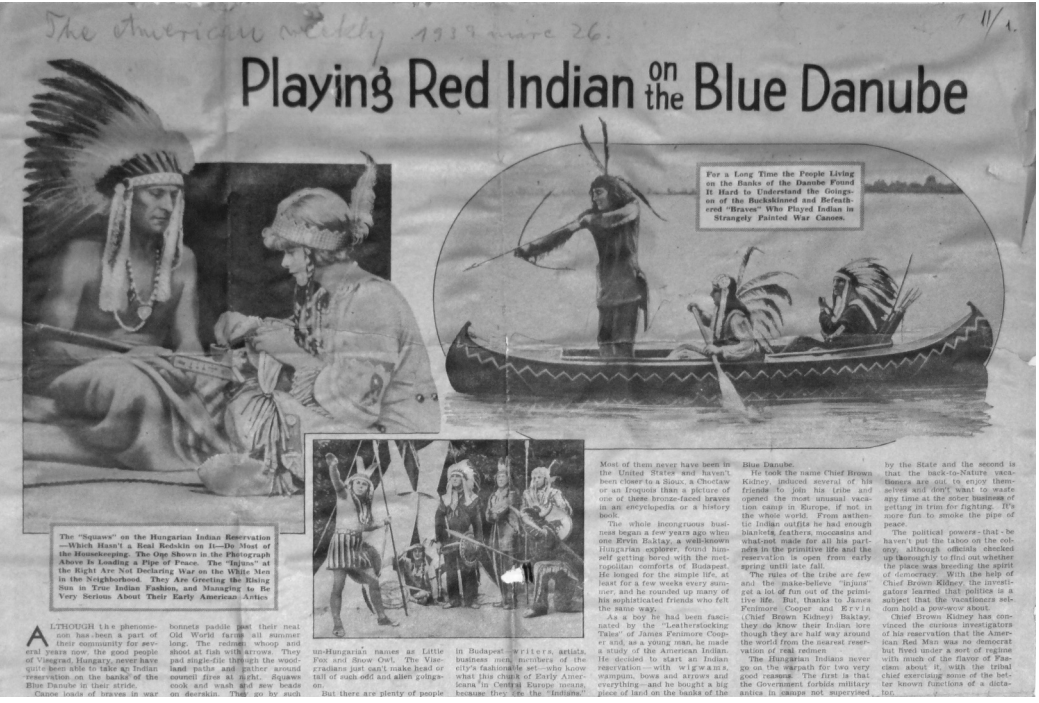 The American weekly 1939 marc 26.
11/1.
Playing Red Indian on the Blue Danube
For a Long Time the People Living
on the Banks of the Danube Found
It Hard to Understand the Goings-
on of the Buckskinned and Befeath-
ered "Braves" Who Played Indian in
Strangely Painted War Canoes.
The "Squaws" on the Hungarian Indian Reservation
—Which Hasn't a Real Redskin on It—Do Most of
the Housekeeping. The One Shown in the Photograph
Above Is Loading a Pipe of Peace. The "Injuns" at
the Right Are Not Declaring War on the White Men
in the Neighborhood. They Are Greeting the Rising
Sun in True Indian Fashion, and Managing to Be
Very Serious About Their Early American Antics
ALTHOUGH this phenome-
non has been a part of
their community for sev-
eral years now, the good people
of Visegrad, Hungary, never have
quite been able to take an Indian
reservation on the banks of the
Blue Danube in their stride.
Canoe loads of braves in war
bonnets paddle past their neat
Old World farms all summer
long. The redmen whoop and
shoot at fish with arrows. They
pad single-file through the wood-
land paths and gather around
council fires at night. Squaws
cook and wash and sew beads
on deerskin. They go by such
un-Hungarian names as Little
Fox and Snow Owl. The Vise-
gradians just can't make head or
tail of such odd and alien goings-
on.
But there are plenty of people
in Budapest—writers, artists,
business men, members of the
city's fashionable set—who know
what this chunk of Early Amer-
icana in Central Europe means,
because they are the "Indians."
Most of them never have been in
the United States and haven't
been closer to a Sioux, a Choctaw
or an Iroquois than a picture of
one of these bronze-faced braves
in an encyclopedia or a history
book.
The whole incongruous busi-
ness began a few years ago when
one Ervin Baktay, a well-known
Hungarian explorer, found him-
self getting bored with the met-
ropolitan comforts of Budapest.
He longed for the simple life, at
least for a few weeks every sum-
mer, and he rounded up many of
his sophisticated friends who felt
the same way.
As a boy he had been fasci-
nated by the "Leatherstocking
Tales" of James Fenimore Coop-
er and, as a young man, he made
a study of the American Indian.
He decided to start an Indian
reservation—with wigwams,
wampum, bows and arrows and
everything—and he bought a big
piece of land on the banks of the
Blue Danube.
He took the name Chief Brown
Kidney, induced several of his
friends to join his tribe and
opened the most unusual vaca-
tion camp in Europe, if not in
the whole world. From authen-
tic Indian outfits he had enough
blankets, feathers, moccasins and
what-not made for all his part-
ners in the primitive life and the
reservation is open from early
spring until late fall.
The rules of the tribe are few
and the make-believe "Injuns"
get a lot of fun out of the primi-
tive life. But, thanks to James
Fenimore Cooper and Ervin
(Chief Brown Kidney) Baktay,
they do know their Indian lore
though they are half way around
the world from the nearest reser-
vation of real redmen
The Hungarian Indians never
go on the warpath for two very
good reasons. The first is that
the Government forbids military
antics in camps not supervised
by the State and the second is
that the back-to-Nature vaca-
tioners are out to enjoy them-
selves and don't want to waste
any time at the sober business of
getting in trim for fighting. It's
more fun to smoke the pipe of
peace.
The political powers-that-be
haven't put the taboo on the col-
ony, although officials checked
up thoroughly to find out whether
the place was breeding the spirit
of democracy. With the help of
Chief Brown Kidney, the investi-
gators learned that politics is a
subject that the vacationers sel-
dom hold a pow-wow about.
Chief Brown Kidney has con-
vinced the curious investigators
of his reservation that the Amer-
ican Red Man was no democrat
but lived under a sort of regime
with much of the flavor of Fas-
cism about it, with the tribal
chief exercising some of the bet-
ter known functions of a dicta-
tor.